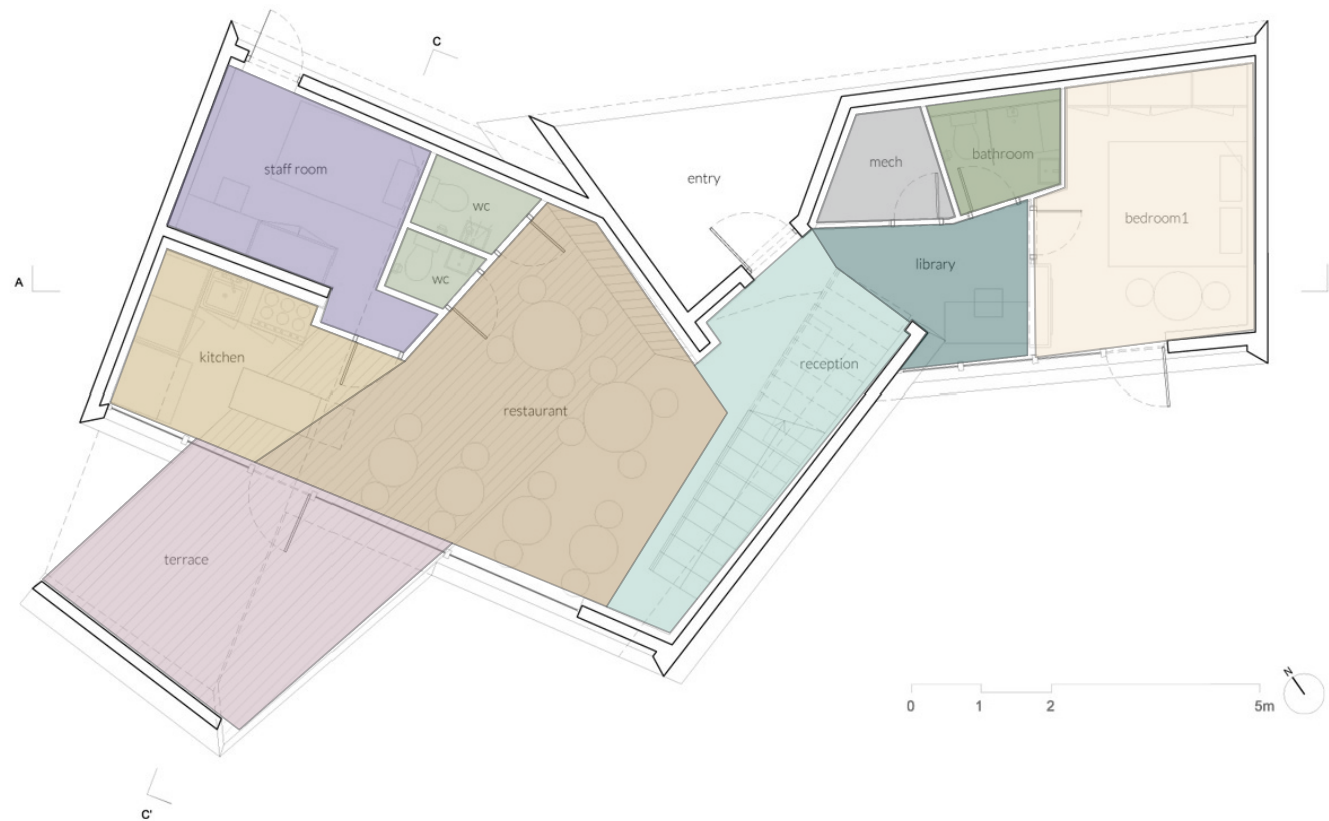 C
staff room
mech
bathroom
entry
wc
bedroom1
library
A
wc
kitchen
reception
restaurant
terrace
N
0 1 2 5m
C'